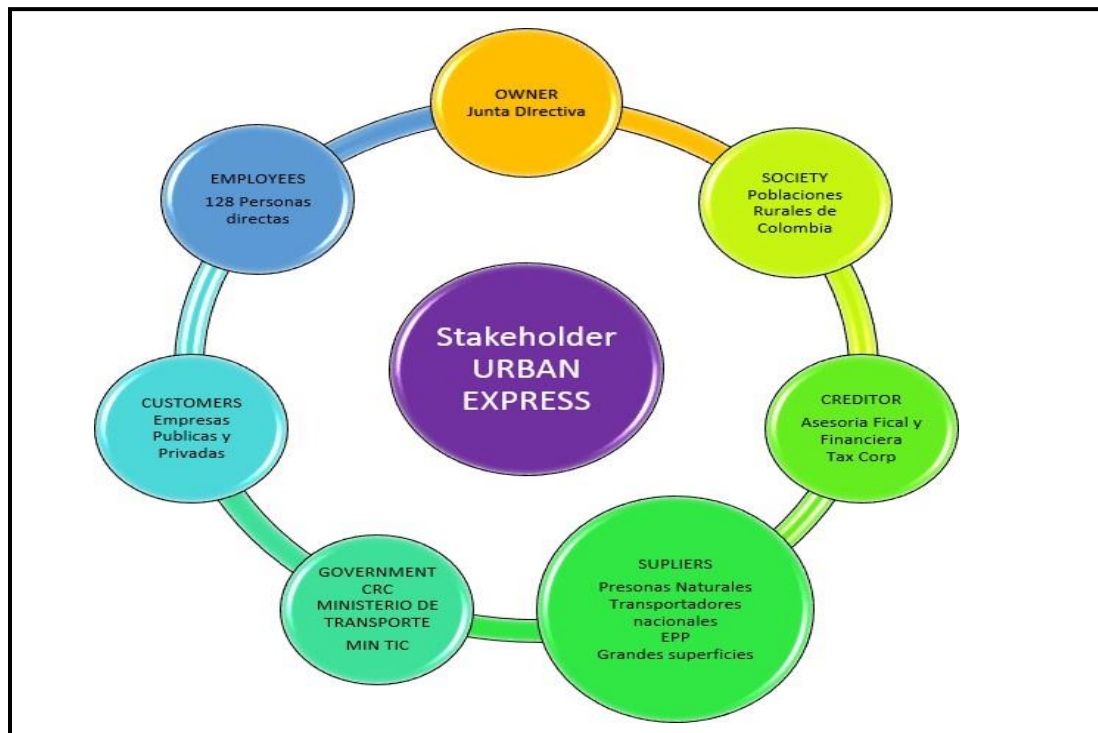 OWNER
Junta DIrectiva
SOCIETY
Poblaciones
Rurales de
Colombia
CREDITOR
Asesoria Fical y
Financiera
Tax Corp
SUPLIERS
Presonas Naturales
Transportadores
nacionales
EPP
Grandes superficies
GOVERNMENT
CRC
MINISTERIO DE
TRANSPORTE
MIN TIC
CUSTOMERS
Empresas
Publicas y
Privadas
EMPLOYEES
128 Personas
directas
Stakeholder
URBAN
EXPRESS